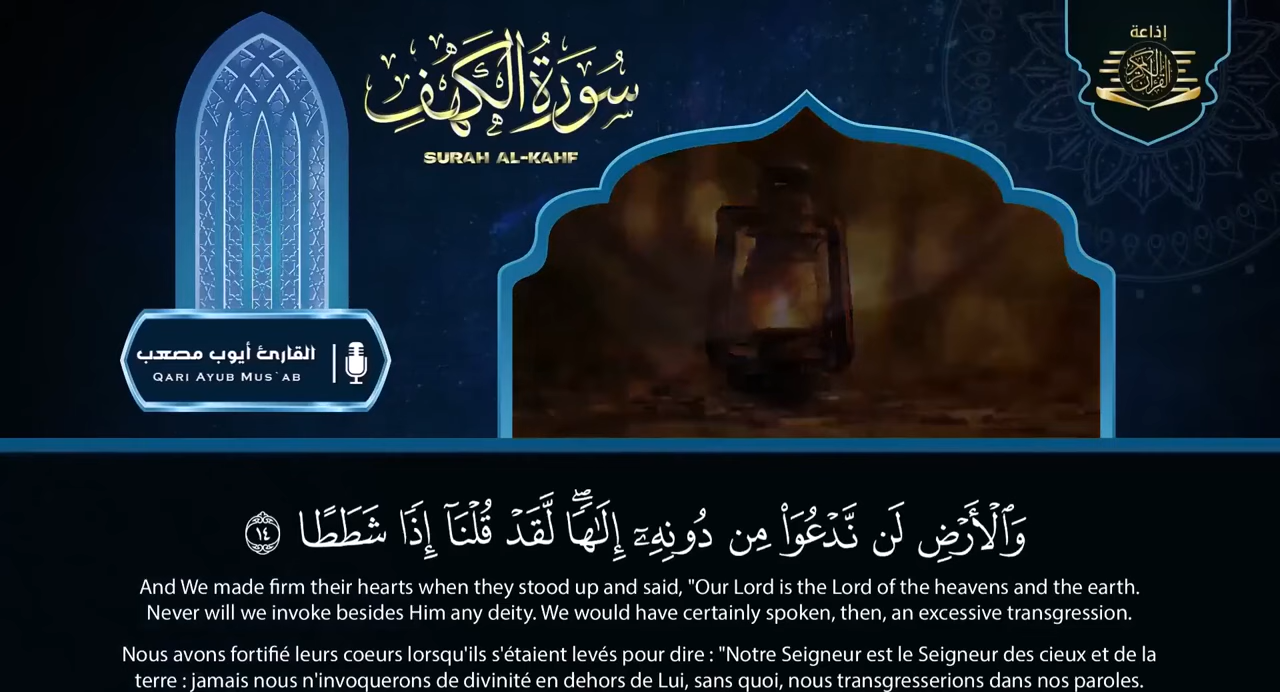 سُورَةُ الكَهْفِ
SURAH AL-KAHF
إذاعة
القرآن الكريم
القارئ أيوب مصعب
QARI AYUB MUS`AB
وَٱلۡأَرۡضِ لَن نَّدۡعُوَاْ مِن دُونِهِۦٓ إِلَٰهٗاۖ لَّقَدۡ قُلۡنَآ إِذٗا شَطَطًا ١٤
And We made firm their hearts when they stood up and said, "Our Lord is the Lord of the heavens and the earth.
Never will we invoke besides Him any deity. We would have certainly spoken, then, an excessive transgression.
Nous avons fortifié leurs coeurs lorsqu'ils s'étaient levés pour dire : "Notre Seigneur est le Seigneur des cieux et de la
terre : jamais nous n'invoquerons de divinité en dehors de Lui, sans quoi, nous transgresserions dans nos paroles.